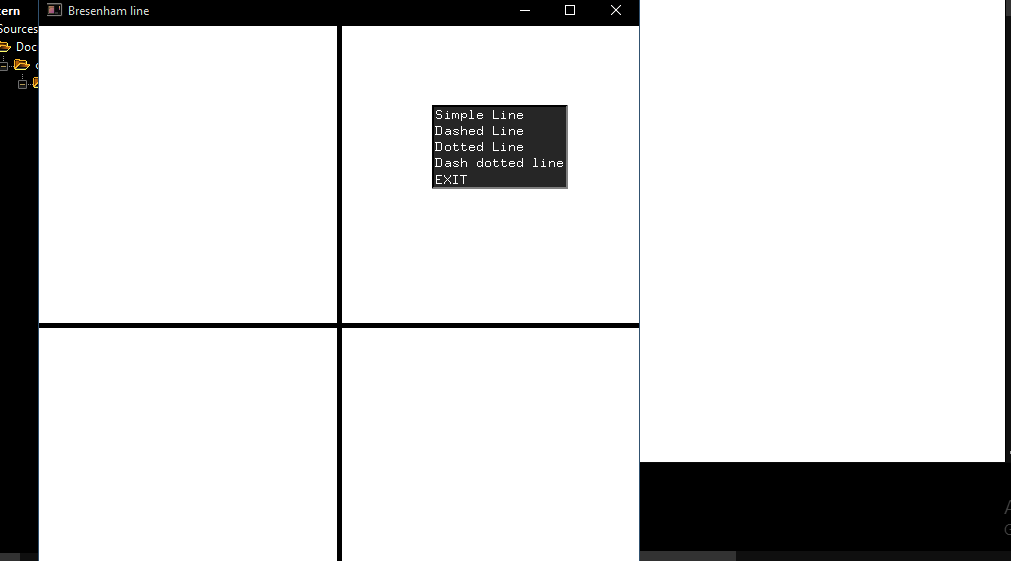 tern
Bresenham line
Sources
Doc
Simple Line
Dashed Line
Dotted Line
Dash dotted line
EXIT